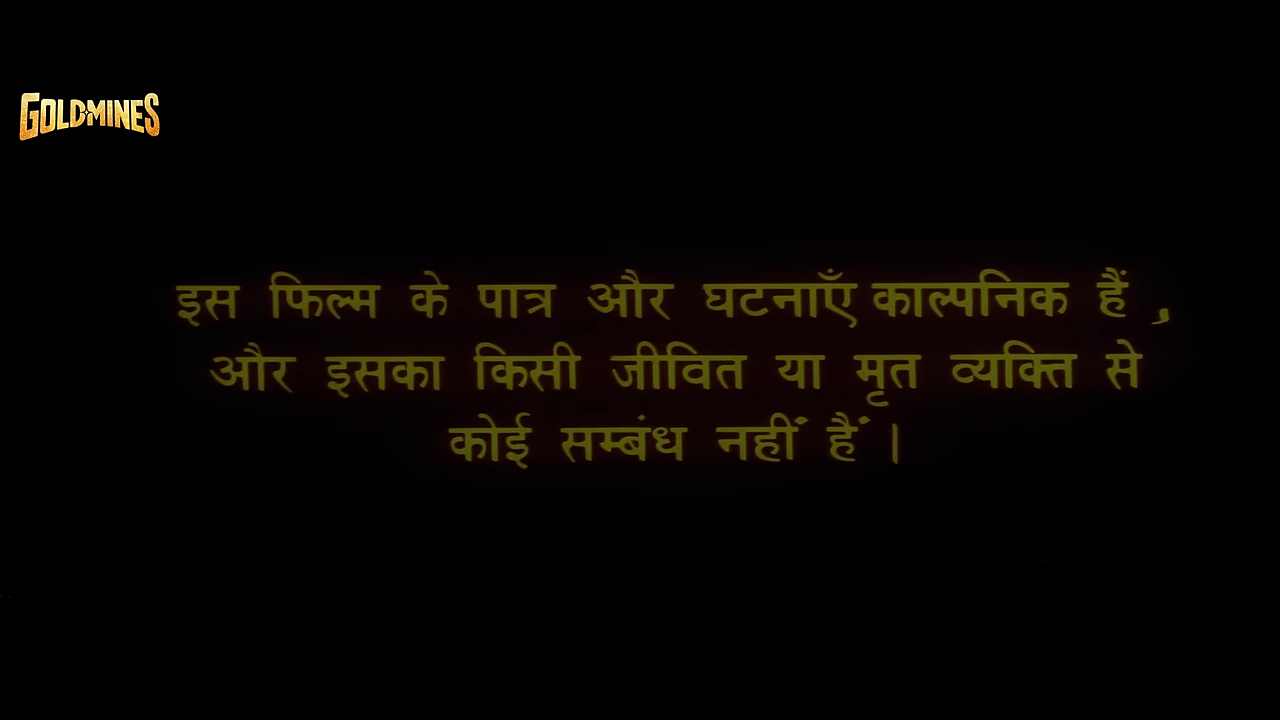 GOLDMINES
इस फिल्म के पात्र और घटनाएँ काल्पनिक हैं ,
और इसका किसी जीवित या मृत व्यक्ति से
कोई सम्बंध नहीं हैं ।